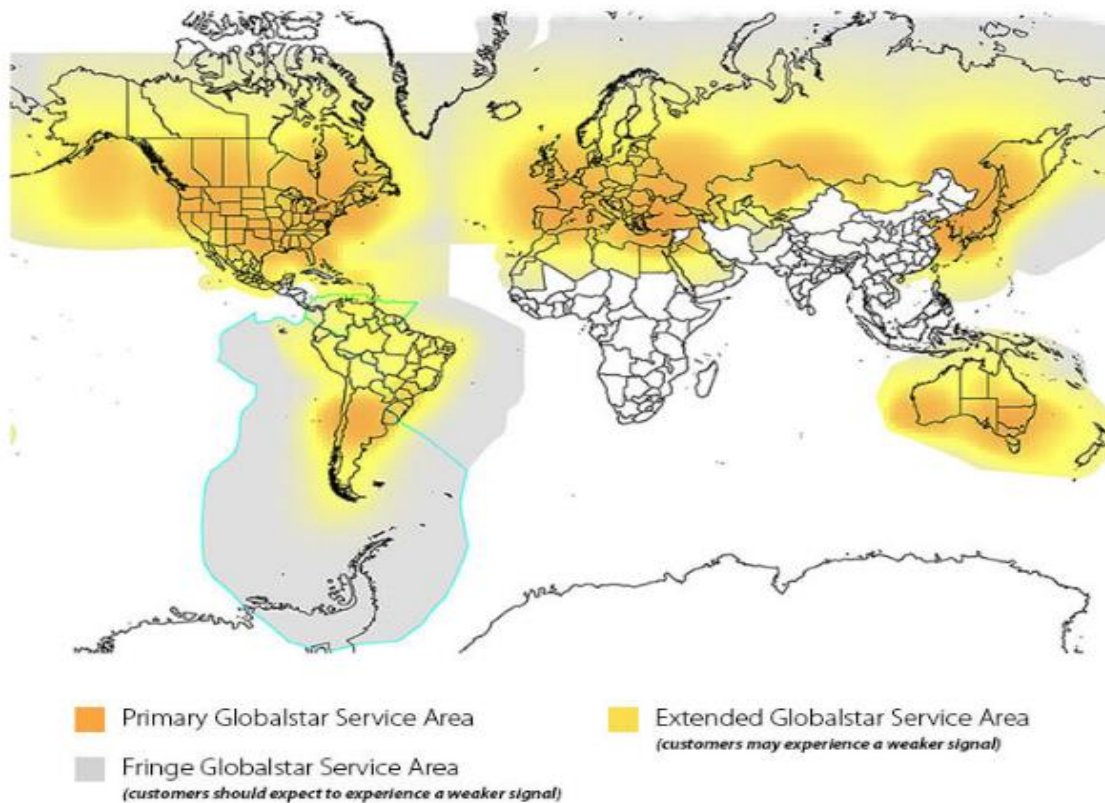 Primary Globalstar Service Area
Extended Globalstar Service Area
(customers may experience a weaker signal)
Fringe Globalstar Service Area
(customers should expect to experience a weaker signal)